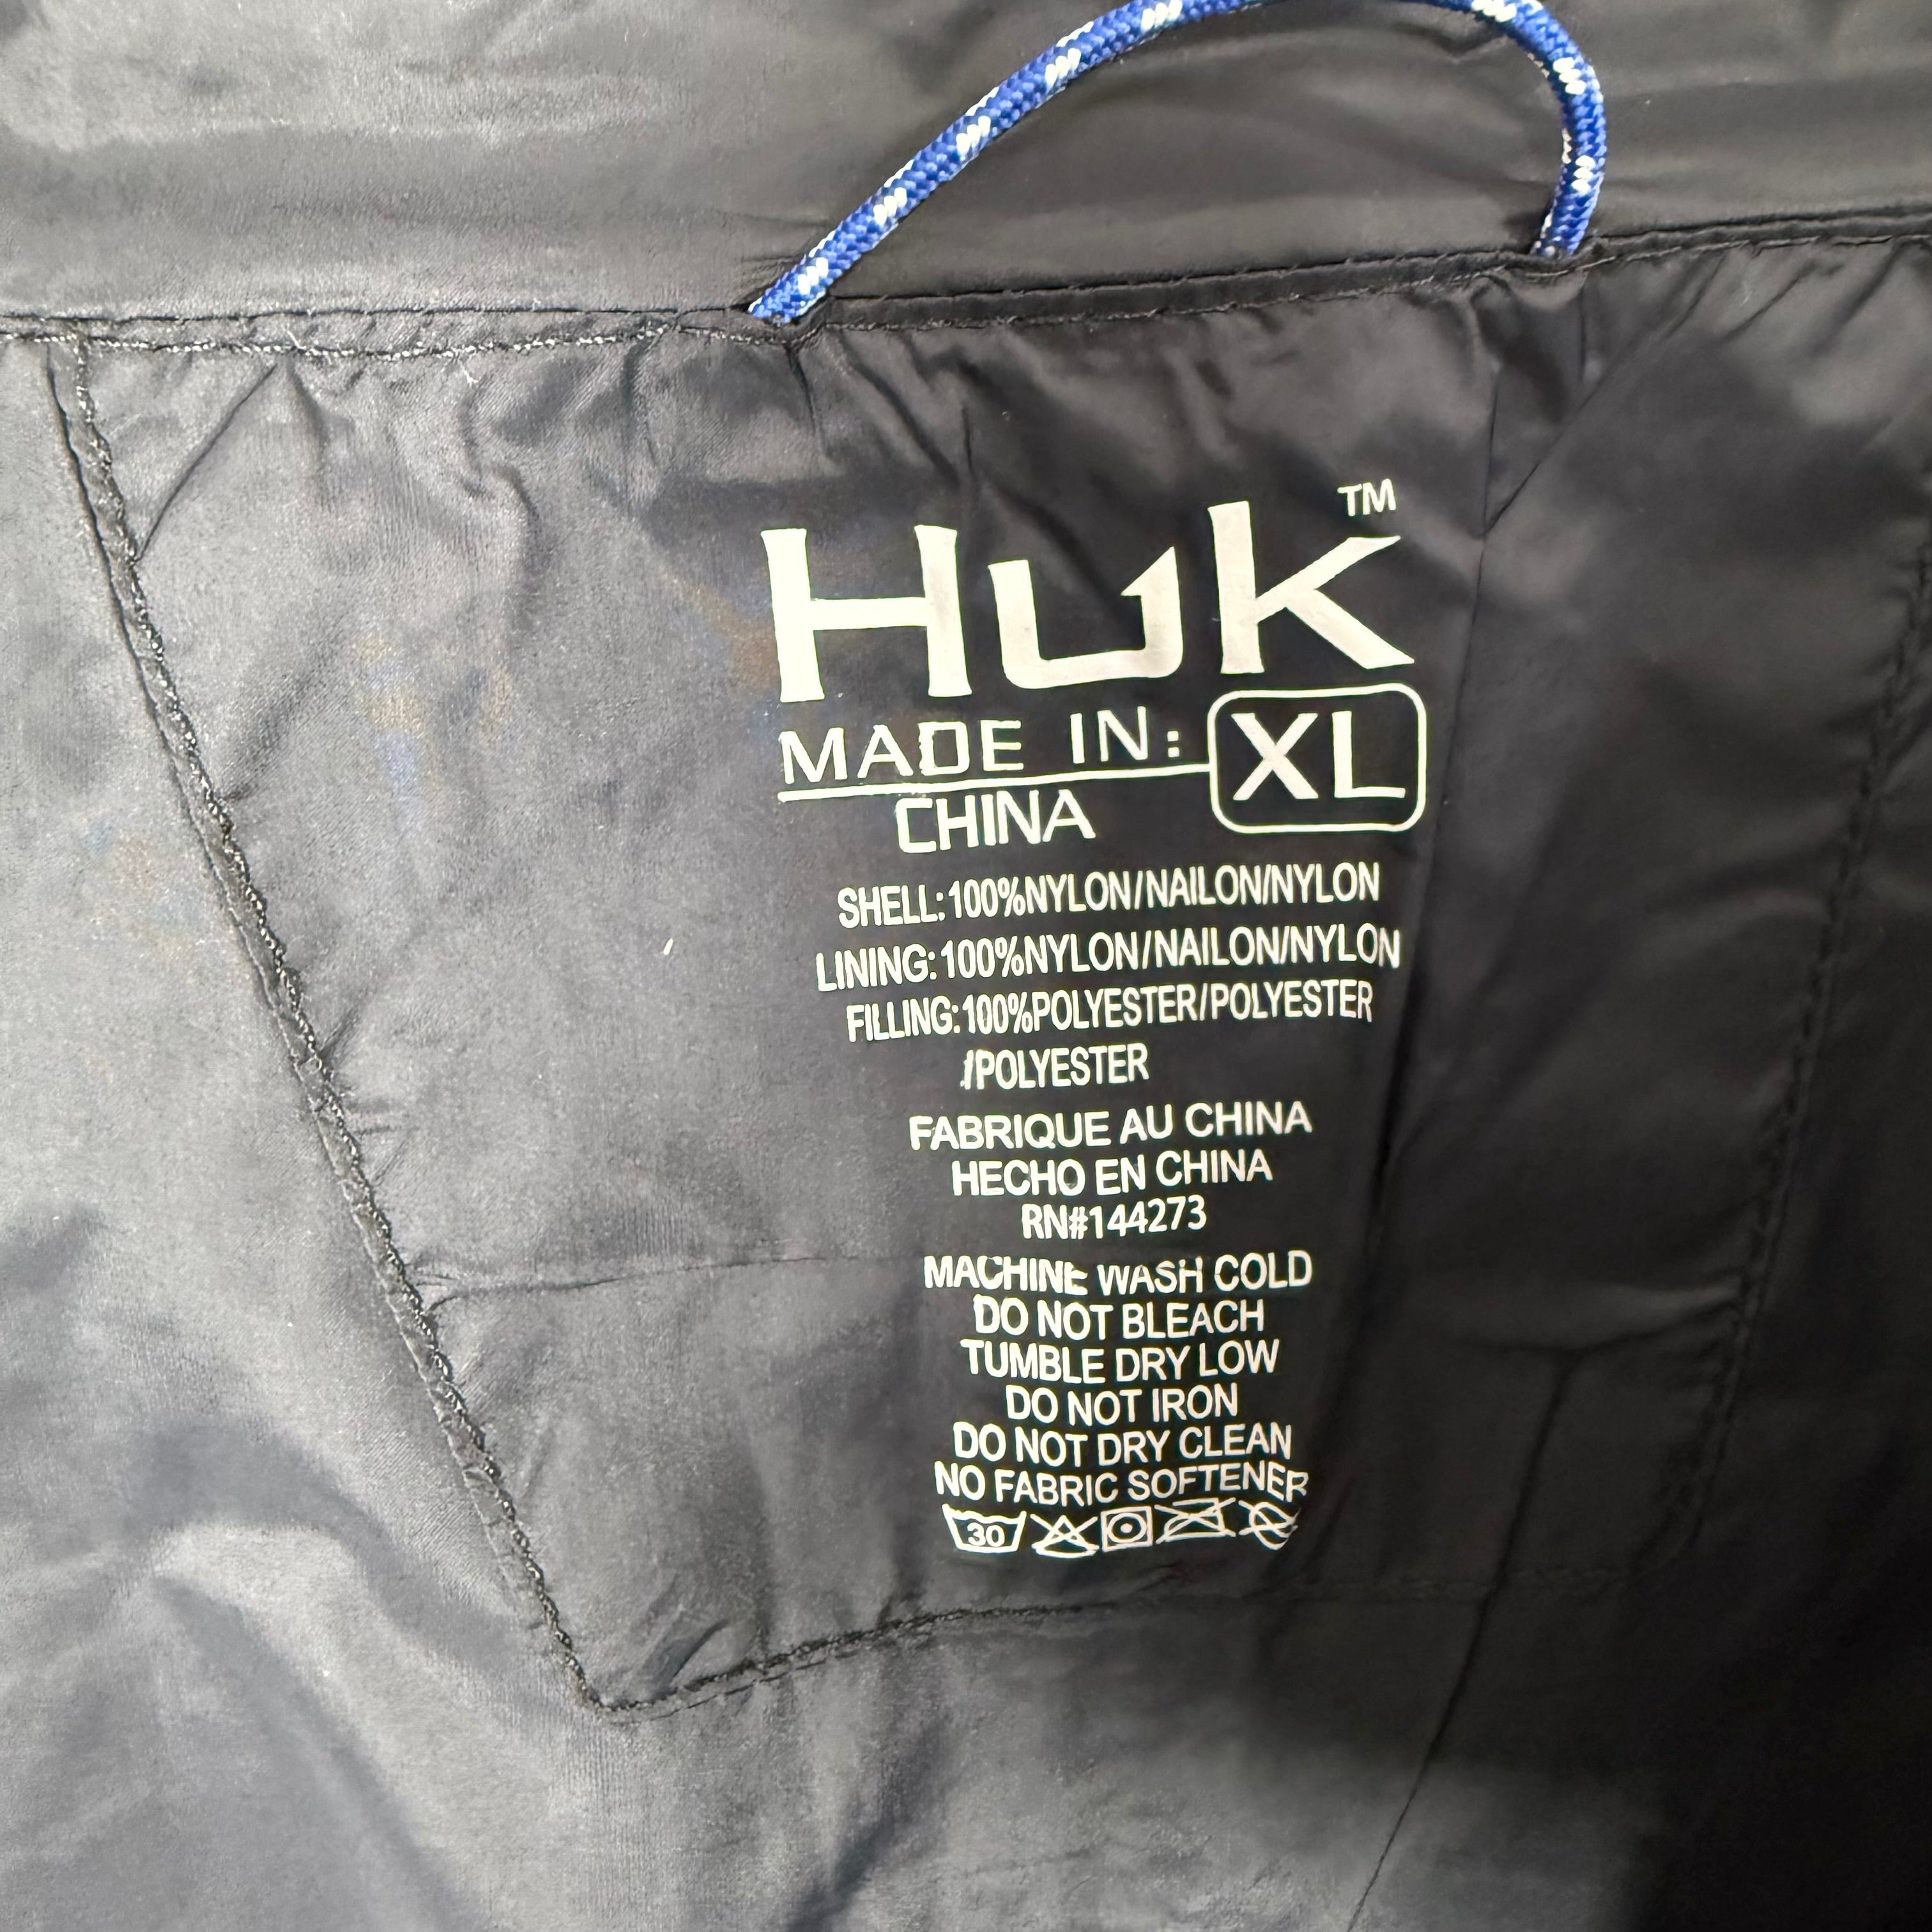 HUK™
MADE IN: XL
CHINA
SHELL:100%NYLON/NAILON/NYLON
LINING:100%NYLON/NAILON/NYLON
FILLING:100%POLYESTER/POLYESTER
/POLYESTER
FABRIQUE AU CHINA
HECHO EN CHINA
RN#144273
MACHINE WASH COLD
DO NOT BLEACH
TUMBLE DRY LOW
DO NOT IRON
DO NOT DRY CLEAN
NO FABRIC SOFTENER
30